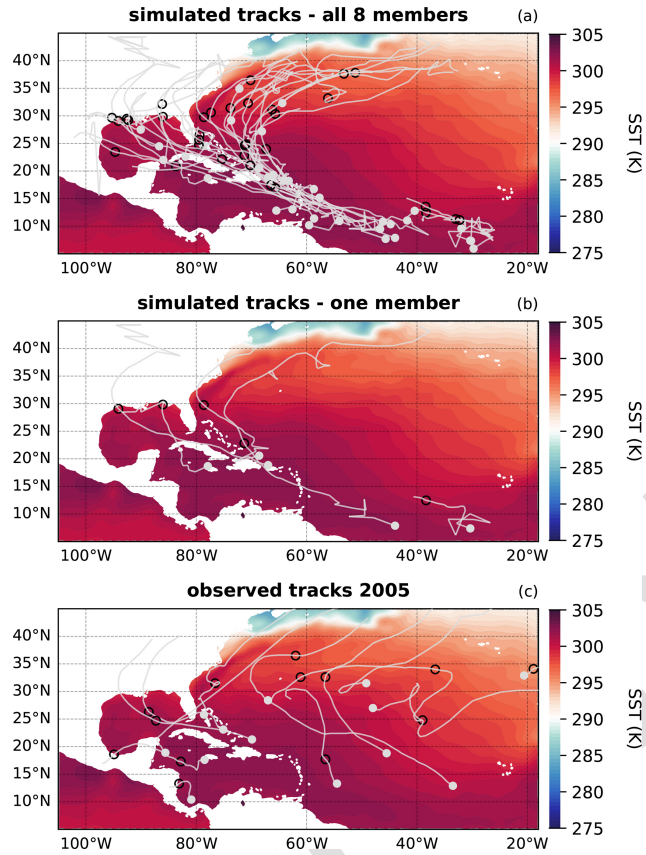 simulated tracks - all 8 members (a)
40°N
35°N
30°N
25°N
20°N
15°N
10°N
100°W 80°W 60°W 40°W 20°W
305
300
295
290
285
280
275
SST (K)
simulated tracks - one member (b)
40°N
35°N
30°N
25°N
20°N
15°N
10°N
100°W 80°W 60°W 40°W 20°W
305
300
295
290
285
280
275
SST (K)
observed tracks 2005 (c)
40°N
35°N
30°N
25°N
20°N
15°N
10°N
100°W 80°W 60°W 40°W 20°W
305
300
295
290
285
280
275
SST (K)